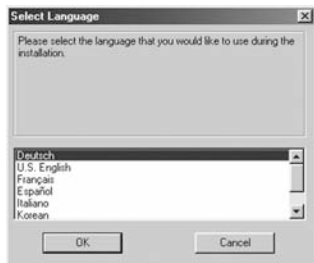 Select Language
Please select the language that you would like to use during the
installation.
Deutsch
U.S. English
Français
Español
Italiano
Korean
OK
Cancel